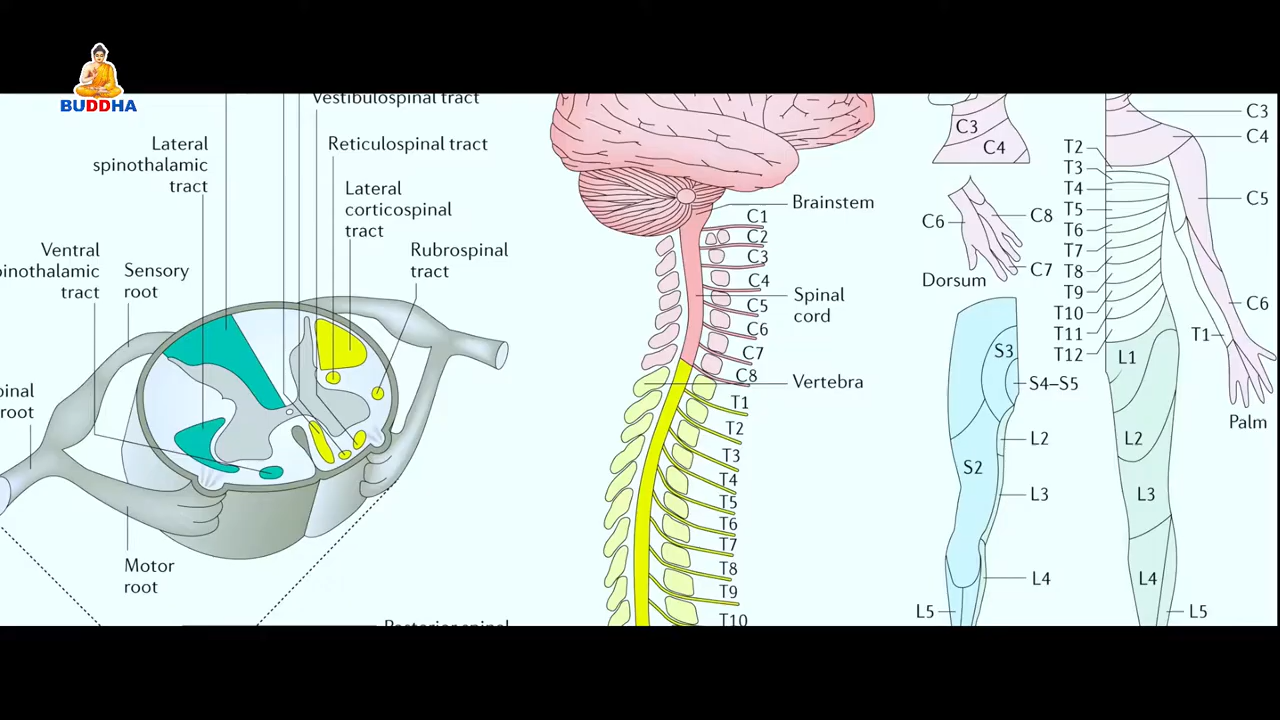 BUDDHA
Vestibulospinal tract
Lateral
spinothalamic
tract
Reticulospinal tract
Lateral
corticospinal
tract
Rubrospinal
tract
Ventral
tract
Sensory
root
root
Motor
root
Brainstem
C1
C2
C3
C4
C5
C6
C7
C8
Spinal
cord
Vertebra
T1
T2
T3
T4
T5
T6
T7
T8
T9
T10
C3
C4
C6
C8
C7
Dorsum
S3
S4–S5
L2
S2
L3
L4
L5
T2
T3
T4
T5
T6
T7
T8
T9
T10
T11
T12
C3
C4
C5
C6
T1
Palm
L1
L2
L3
L4
L5